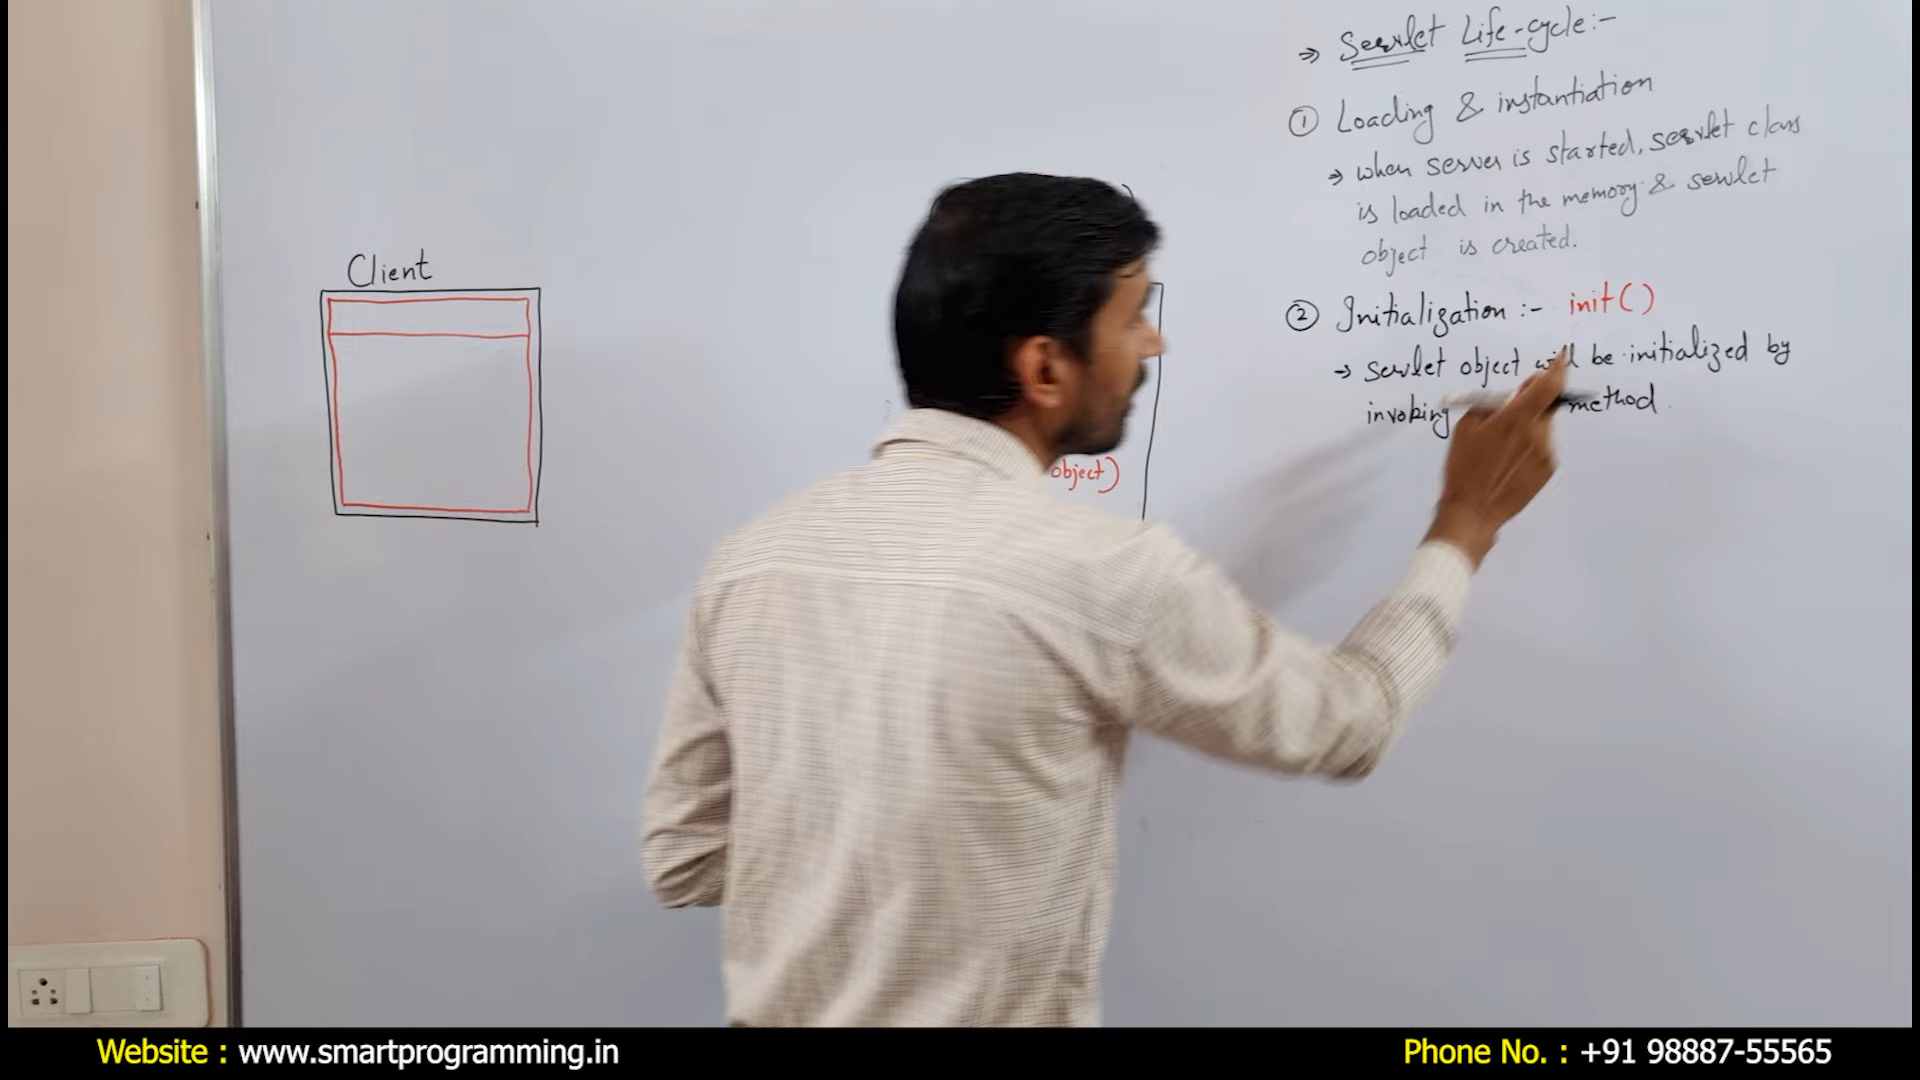 ⇒ Servlet Life-cycle:-
① Loading & instantiation
→ when server is started, servlet class
is loaded in the memory & servlet
object is created.
② Initialization :- init()
→ Servlet object will be initialized by
invoking method.
Client
object)
Website : www.smartprogramming.in
Phone No. : +91 98887-55565